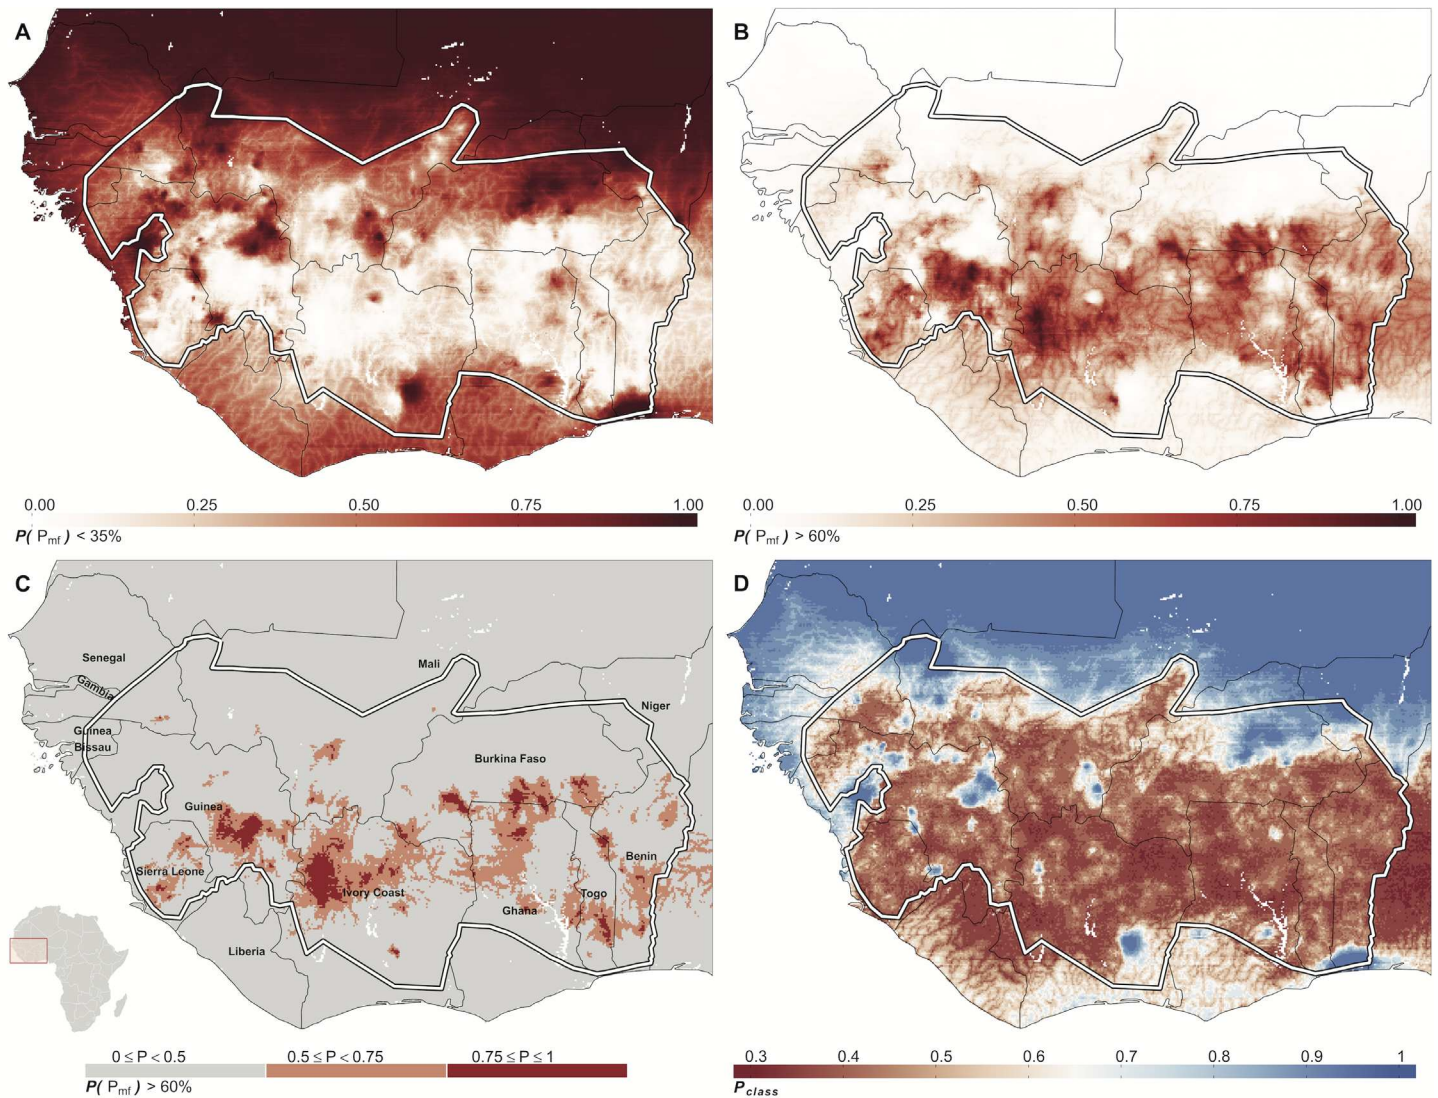 A
B
0.00 0.25 0.50 0.75 1.00
P( Pmf ) < 35%
0.00 0.25 0.50 0.75 1.00
P( Pmf ) > 60%
C
D
Senegal
Mali
Gambia
Niger
Guinea
Bissau
Burkina Faso
Guinea
Benin
Sierra Leone
Ivory Coast
Togo
Ghana
Liberia
0 ≤ P < 0.5 0.5 ≤ P < 0.75 0.75 ≤ P ≤ 1
P( Pmf ) > 60%
0.3 0.4 0.5 0.6 0.7 0.8 0.9 1
Pclass